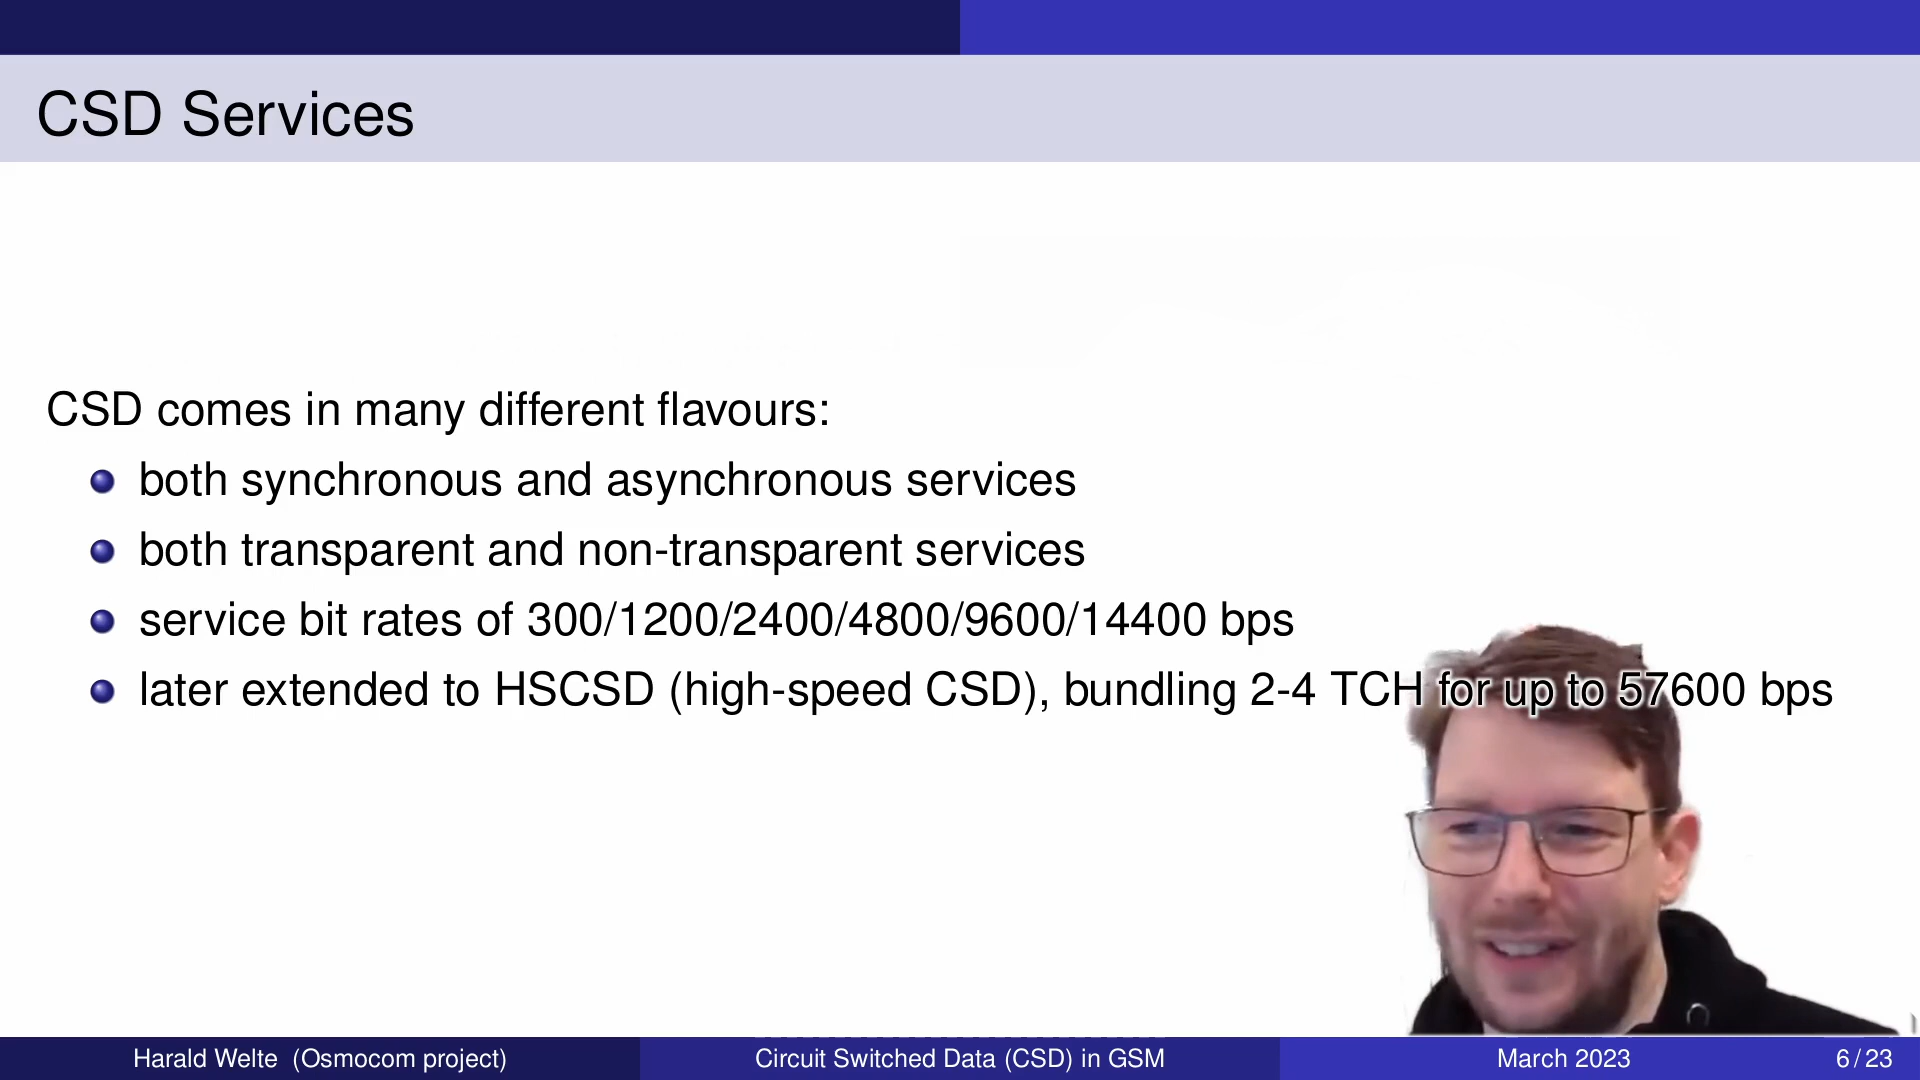 CSD Services
CSD comes in many different flavours:
both synchronous and asynchronous services
both transparent and non-transparent services
service bit rates of 300/1200/2400/4800/9600/14400 bps
later extended to HSCSD (high-speed CSD), bundling 2-4 TCH for up to 57600 bps
Harald Welte (Osmocom project)
Circuit Switched Data (CSD) in GSM
March 2023
6 / 23